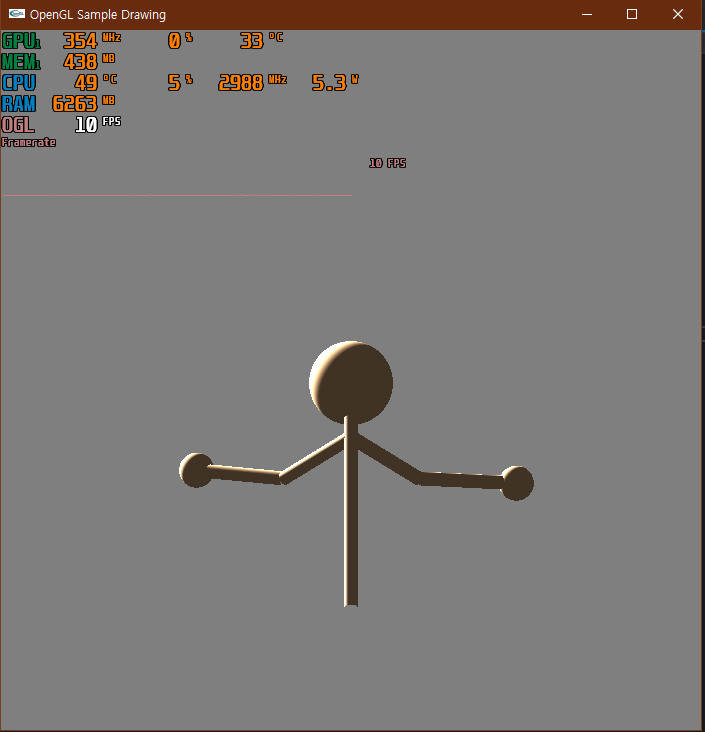 OpenGL Sample Drawing
GPU1 354 MHz 0 % 33 °C
MEM1 438 MB
CPU 49 °C 5 % 2988 MHz 5.3 W
RAM 6263 MB
OGL 10 FPS
Framerate
10 FPS